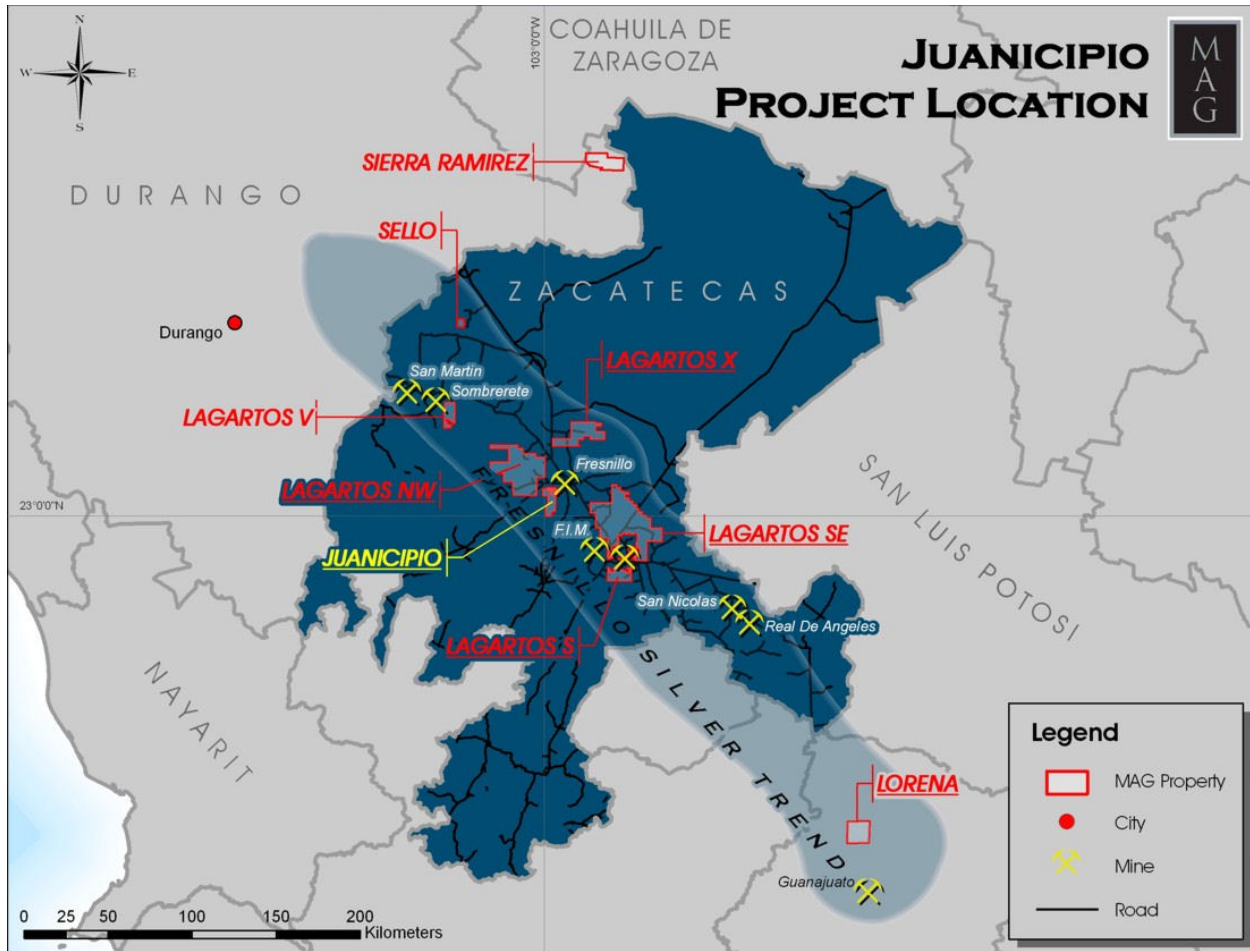 N
W E
S
103°0'0"W
COAHUILA DE
ZARAGOZA
JUANICIPIO
PROJECT LOCATION
M
A
G
SIERRA RAMIREZ
DURANGO
SELLO
ZACATECAS
Durango
LAGARTOS X
San Martin
Sombrerete
LAGARTOS V
Fresnillo
LAGARTOS NW
SAN LUIS POTOSI
23°0'0"N
F.I.M.
LAGARTOS SE
JUANICIPIO
San Nicolas
Real De Angeles
LAGARTOS S
FRESNILLO SILVER TREND
NAYARIT
LORENA
Guanajuato
Legend
MAG Property
City
Mine
Road
0 25 50 100 150 200
Kilometers